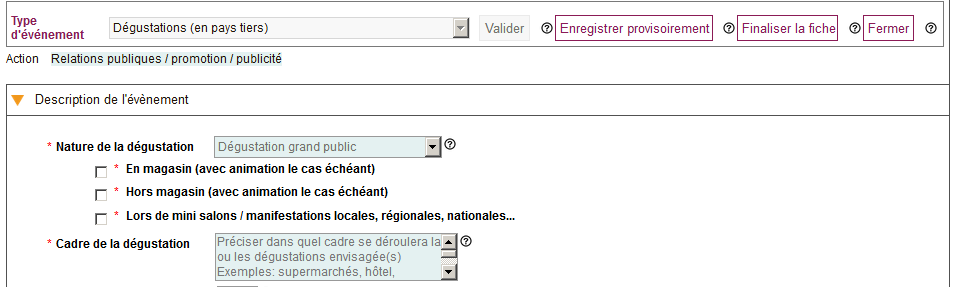 Type d'événement Dégustations (en pays tiers) Valider Enregistrer provisoirement Finaliser la fiche Fermer
Action Relations publiques / promotion / publicité
Description de l'évènement
* Nature de la dégustation Dégustation grand public
* En magasin (avec animation le cas échéant)
* Hors magasin (avec animation le cas échéant)
* Lors de mini salons / manifestations locales, régionales, nationales...
* Cadre de la dégustation Préciser dans quel cadre se déroulera la
ou les dégustations envisagée(s)
Exemples: supermarchés, hôtel,